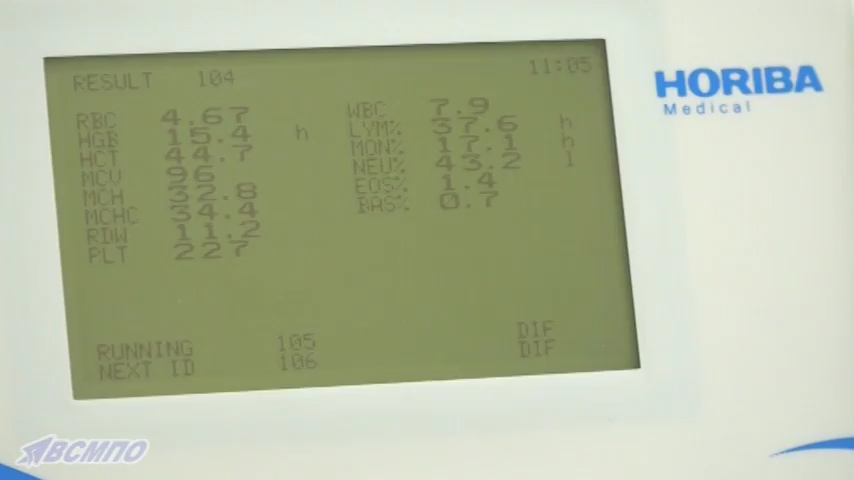 RESULT 104 11:05
RBC 4.67
HGB 15.4 h
HCT 44.7
MCV 96
MCH 32.8
MCHC 34.4
RDW 11.2
PLT 227
WBC 7.9
LYM% 37.6 h
MON% 17.1 h
NEU% 43.2 l
EOS% 1.4
BAS% 0.7
RUNNING 105 DIF
NEXT ID 106 DIF
HORIBA
Medical
ВСМПО